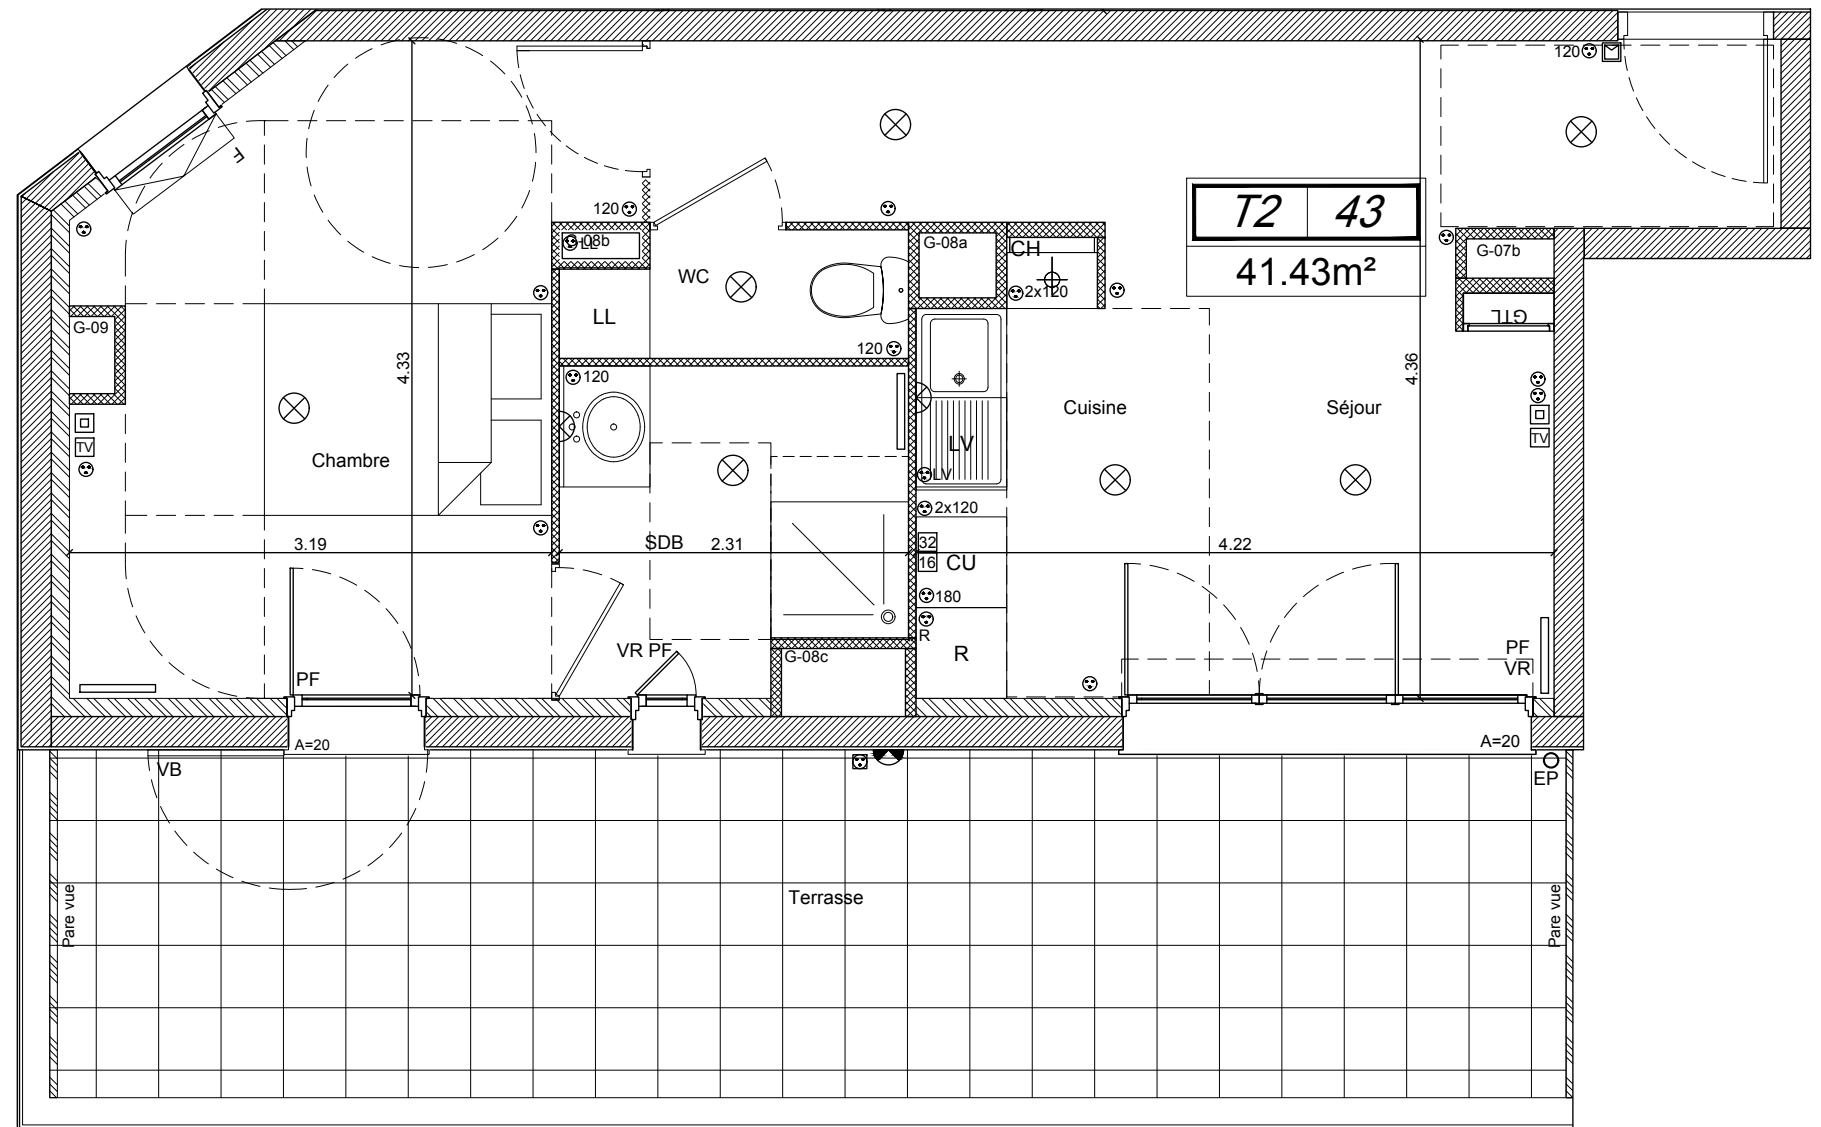 120
F
T2 43
41.43m²
120
G-08b
LL
G-08a
CH
2x120
G-07b
GTL
WC
LL
120
G-09
4.33
4.36
120
TV
Chambre
Cuisine
Séjour
TV
LV
LV
2x120
3.19
SDB
2.31
4.22
32
16
CU
180
R
R
VR PF
G-08c
PF
PF
VR
A=20
A=20
VB
EP
Pare vue
Terrasse
Pare vue